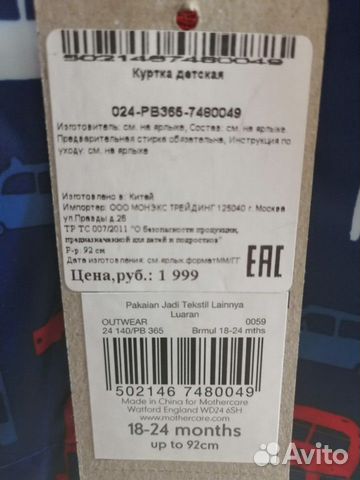 5021467480049
Куртка детская
024-PB365-7480049
Изготовитель: см. на ярлыке, Состав: см. на ярлыке
Предварительная стирка обязательна, Инструкция по
уходу: см. на ярлыке
Изготовлено в: Китай
Импортер: ООО МОНЭКС ТРЕЙДИНГ 125040 г. Москва
ул.Правды д.26
ТР ТС 007/2011 "О безопасности продукции,
предназначенной для детей и подростков"
Р-р: 92 cm
Дата изготовления: см.ярлык.форматММ/ГГ
Цена,руб.: 1 999
EAC
Pakaian Jadi Tekstil Lainnya
Luaran
OUTWEAR 0059
24 140/PB 365 Brmul 18-24 mths
5 021467 480049
Made in China for Mothercare
Watford England WD24 6SH
www.mothercare.com
18-24 months
up to 92cm
Avito